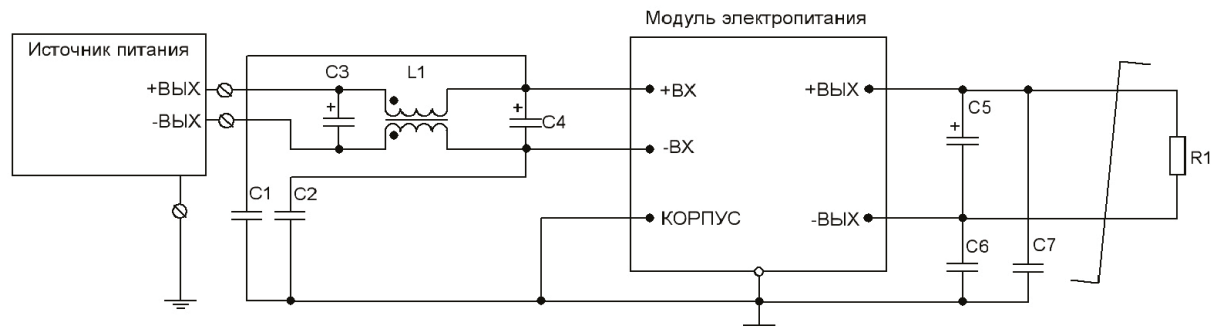 Модуль электропитания
Источник питания
+ВЫХ
-ВЫХ
C3
+
L1
+
C4
C1
C2
+ВХ
-ВХ
КОРПУС
+ВЫХ
-ВЫХ
C5
+
C6
C7
R1